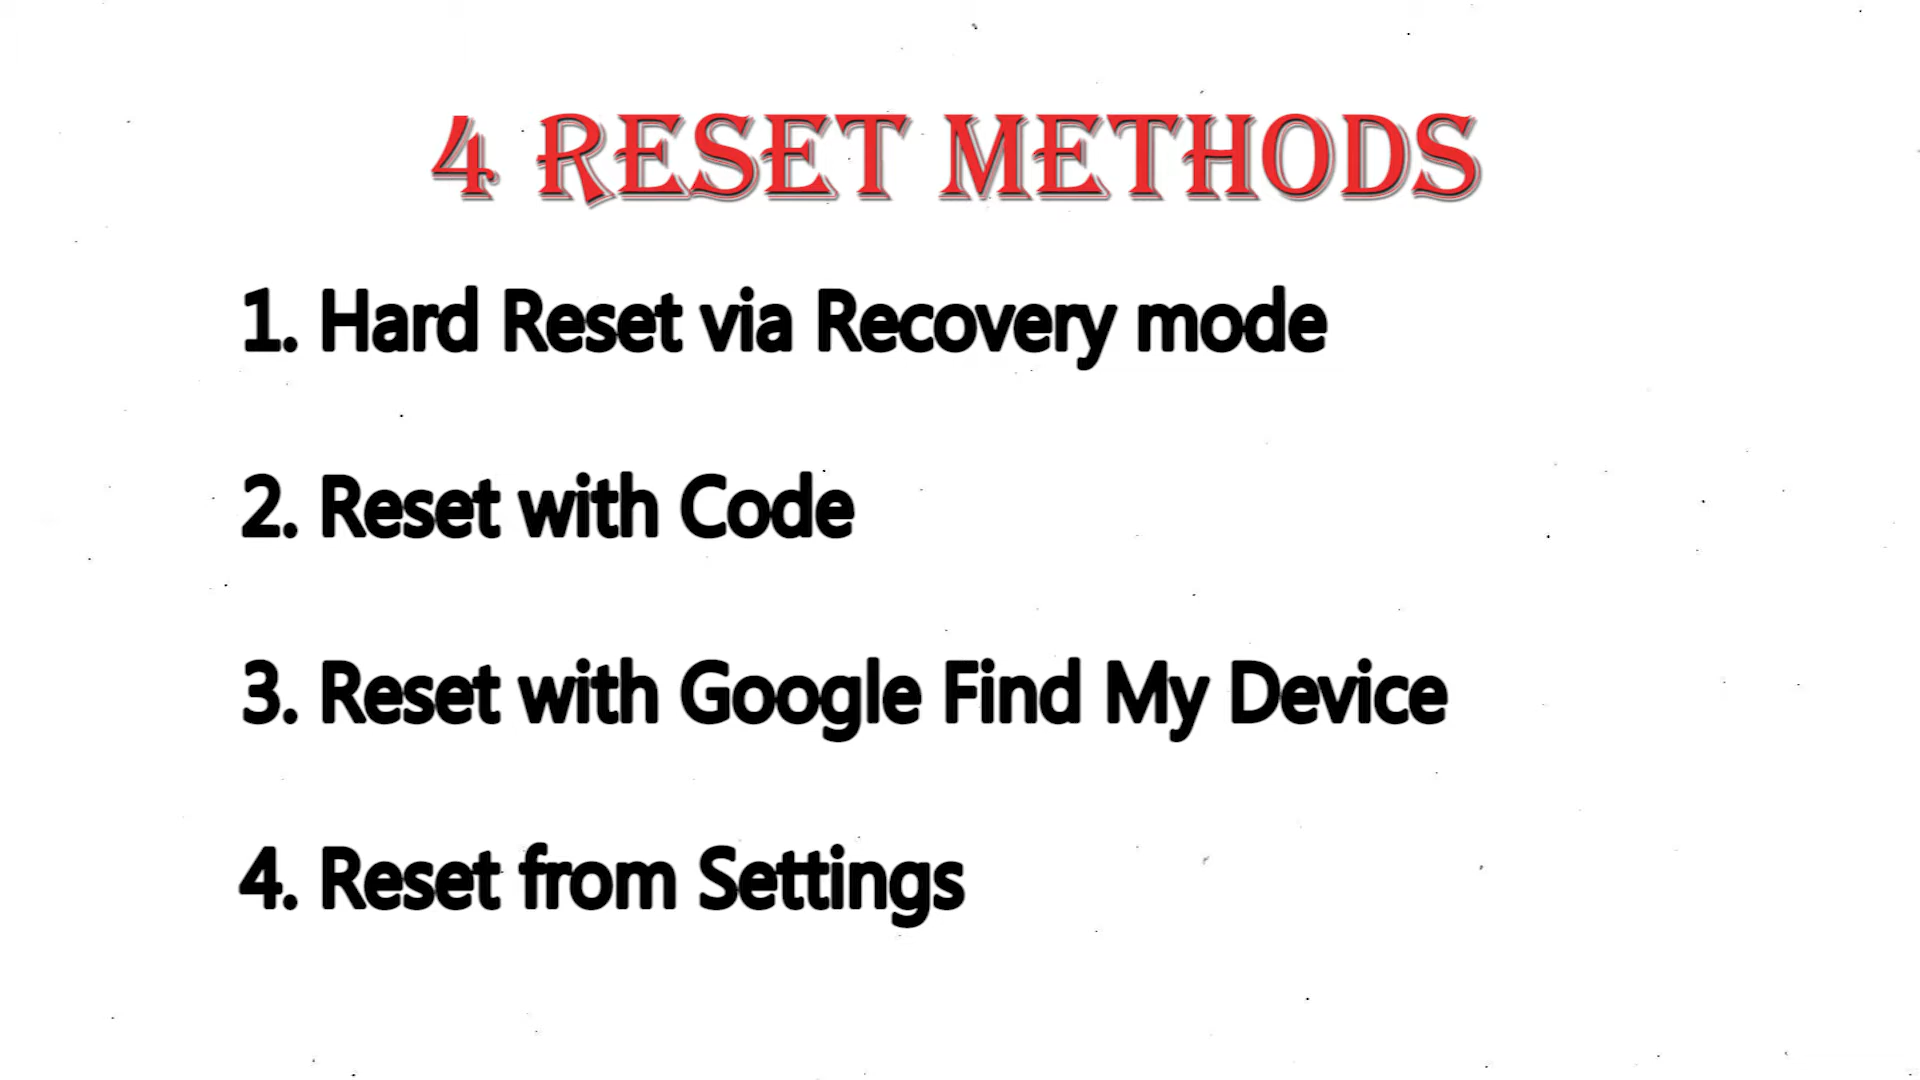 4 RESET METHODS
1. Hard Reset via Recovery mode
2. Reset with Code
3. Reset with Google Find My Device
4. Reset from Settings